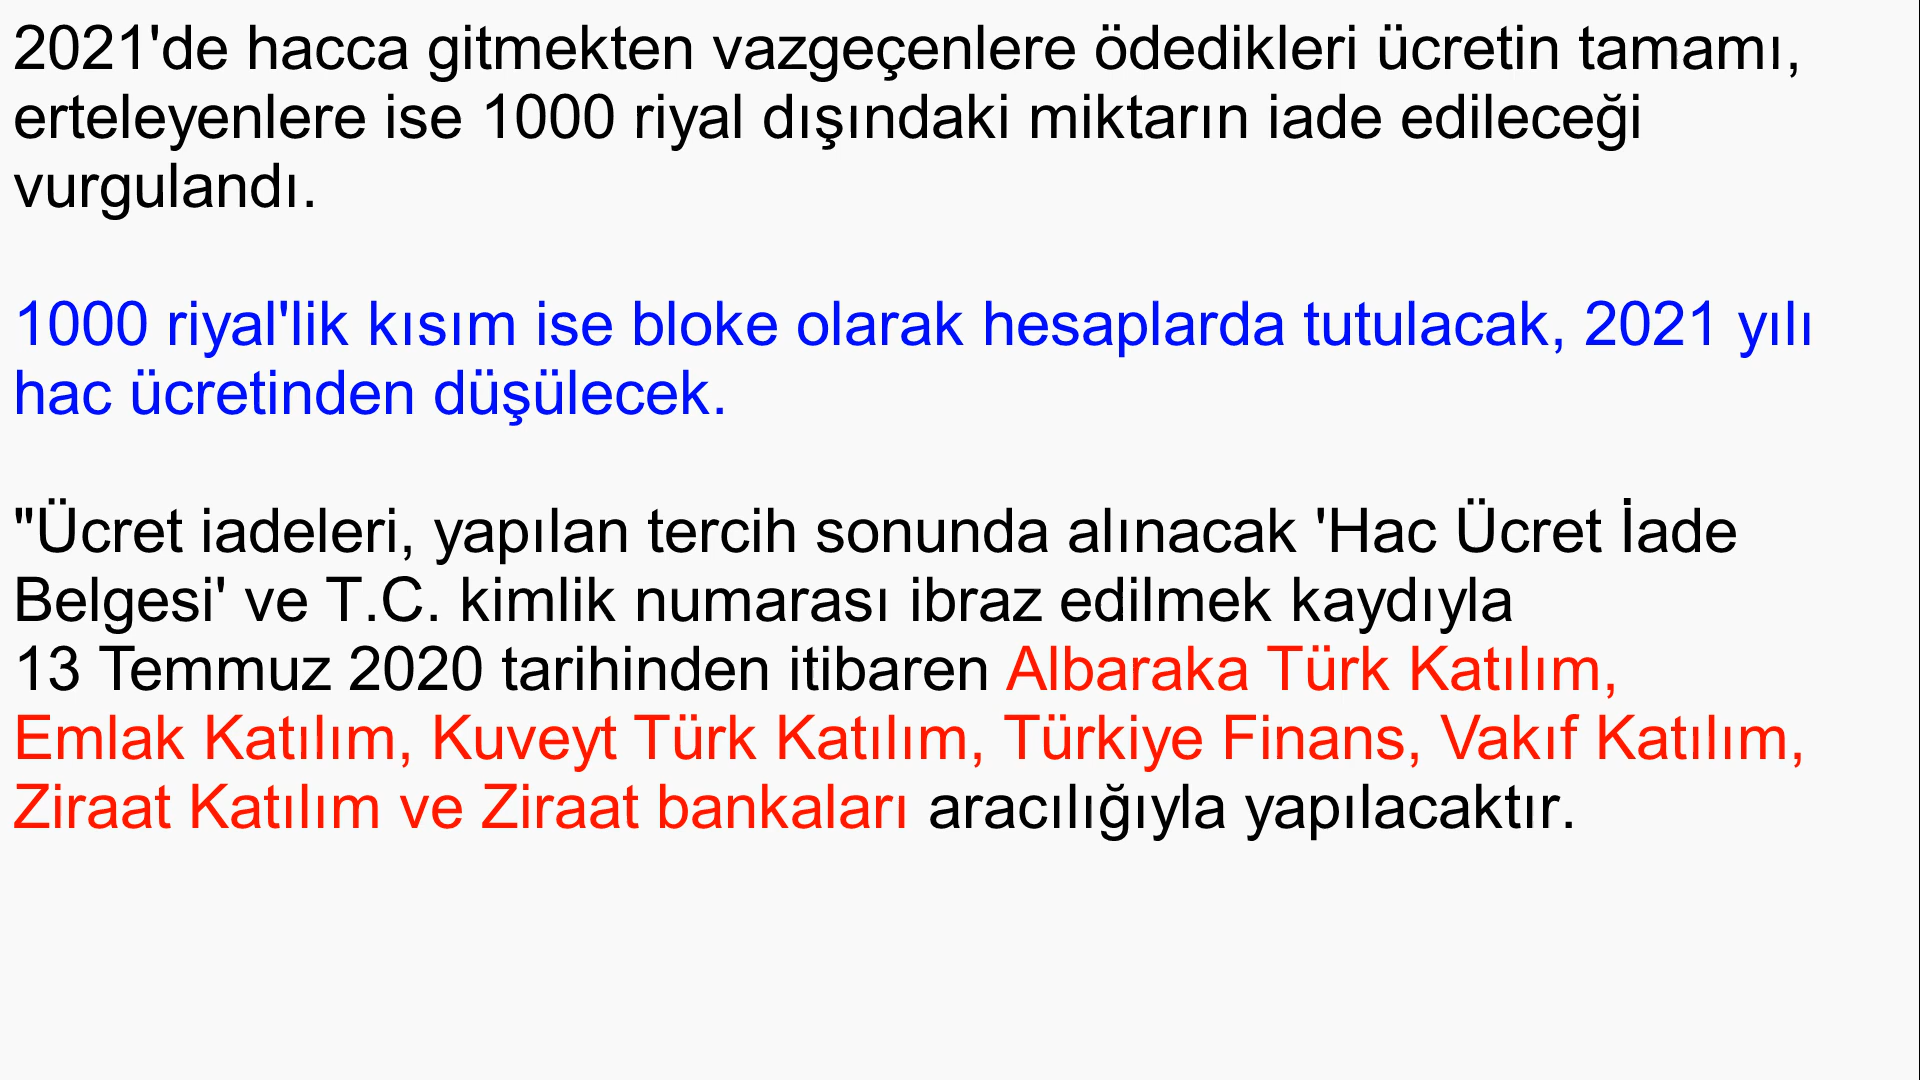 2021'de hacca gitmekten vazgeçenlere ödedikleri ücretin tamamı,
erteleyenlere ise 1000 riyal dışındaki miktarın iade edileceği
vurgulandı.
1000 riyal'lik kısım ise bloke olarak hesaplarda tutulacak, 2021 yılı
hac ücretinden düşülecek.
"Ücret iadeleri, yapılan tercih sonunda alınacak 'Hac Ücret İade
Belgesi' ve T.C. kimlik numarası ibraz edilmek kaydıyla
13 Temmuz 2020 tarihinden itibaren Albaraka Türk Katılım,
Emlak Katılım, Kuveyt Türk Katılım, Türkiye Finans, Vakıf Katılım,
Ziraat Katılım ve Ziraat bankaları aracılığıyla yapılacaktır.